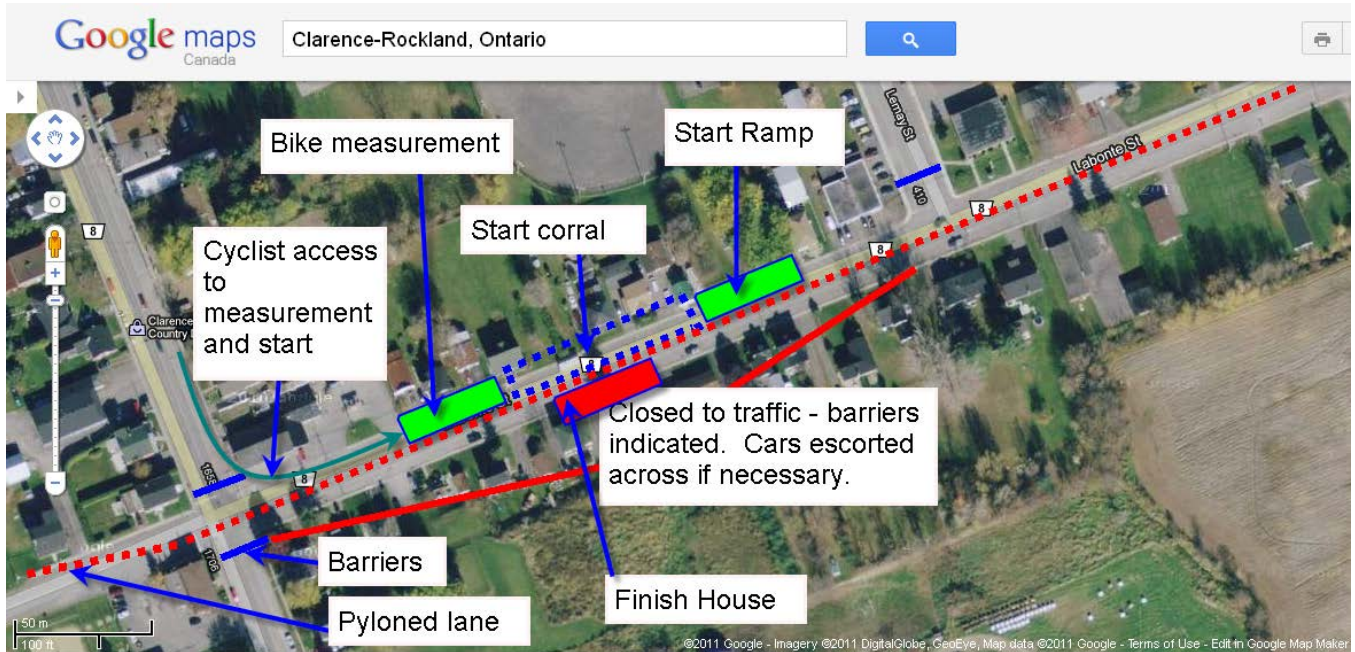 Google maps
Canada
Clarence-Rockland, Ontario
Lemay St
Start Ramp
Bike measurement
Labonte St
410
8
8
Start corral
8
8
Cyclist access
to
measurement
and start
Clarence
Country
8
Closed to traffic - barriers
indicated. Cars escorted
across if necessary.
8
1706
Barriers
Finish House
Pyloned lane
50 m
100 ft
©2011 Google - Imagery ©2011 DigitalGlobe, GeoEye, Map data ©2011 Google - Terms of Use - Edit in Google Map Maker